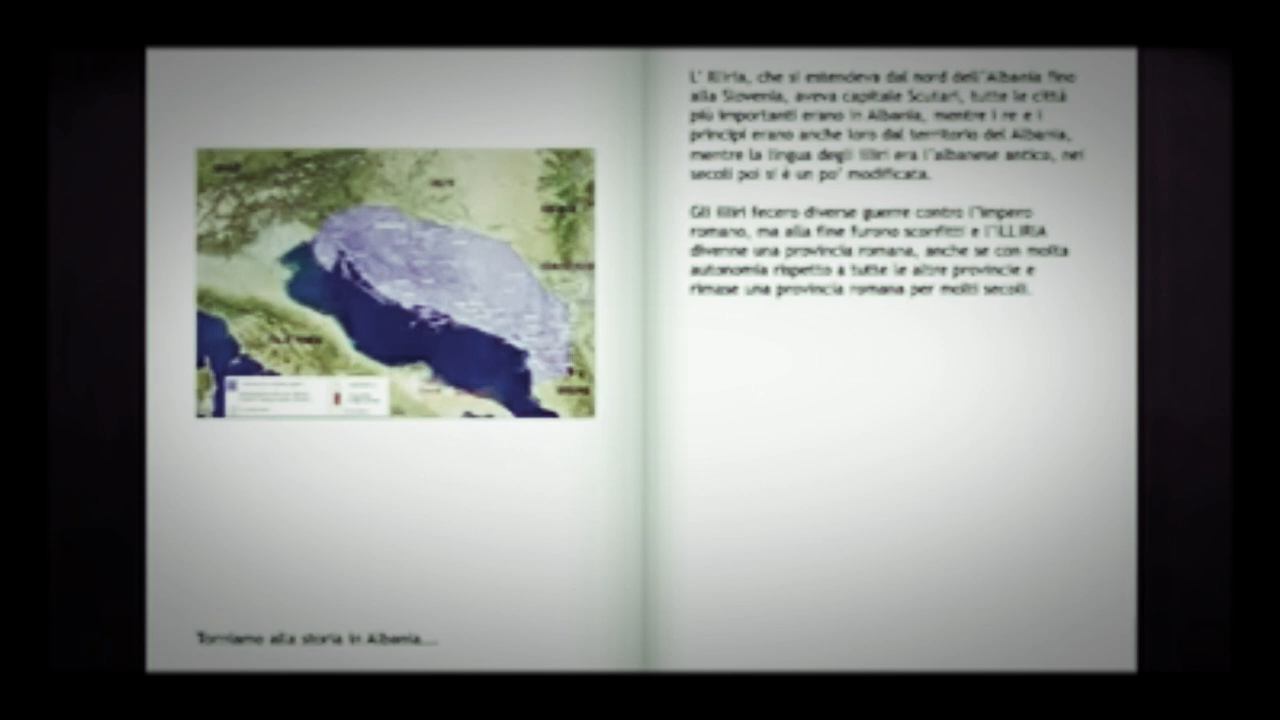 Torniamo alla storia in Albania...
L' Illiria, che si estendeva dal nord dell'Albania fino
alla Slovenia, aveva capitale Scutari, tutte le città
più importanti erano in Albania, mentre i re e i
principi erano anche loro dal territorio del Albania,
mentre la lingua degli illiri era l'albanese antico, nei
secoli poi si è un po' modificata.
Gli illiri fecero diverse guerre contro l'impero
romano, ma alla fine furono sconfitti e l'ILLIRIA
divenne una provincia romana, anche se con molta
autonomia rispetto a tutte le altre provincie e
rimase una provincia romana per molti secoli.